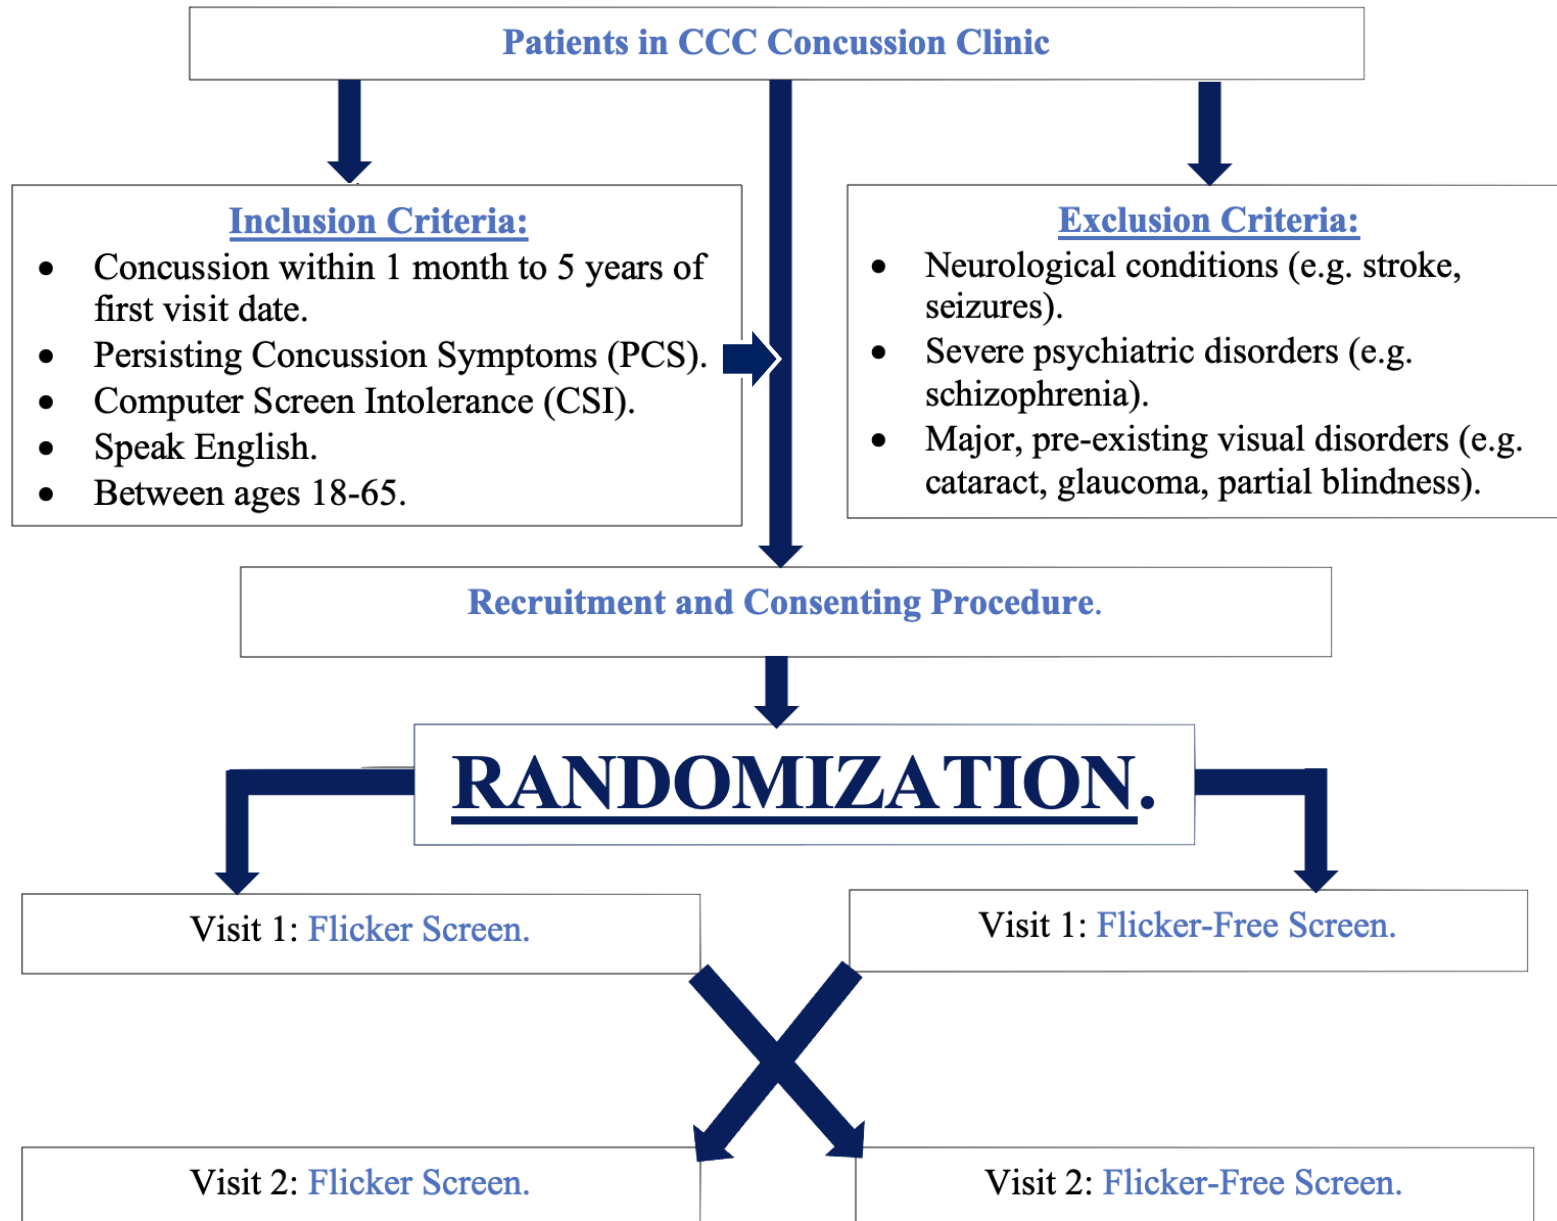 Patients in CCC Concussion Clinic
Inclusion Criteria:
• Concussion within 1 month to 5 years of
first visit date.
• Persisting Concussion Symptoms (PCS).
• Computer Screen Intolerance (CSI).
• Speak English.
• Between ages 18-65.
Exclusion Criteria:
• Neurological conditions (e.g. stroke,
seizures).
• Severe psychiatric disorders (e.g.
schizophrenia).
• Major, pre-existing visual disorders (e.g.
cataract, glaucoma, partial blindness).
Recruitment and Consenting Procedure.
RANDOMIZATION.
Visit 1: Flicker Screen.
Visit 1: Flicker-Free Screen.
Visit 2: Flicker Screen.
Visit 2: Flicker-Free Screen.